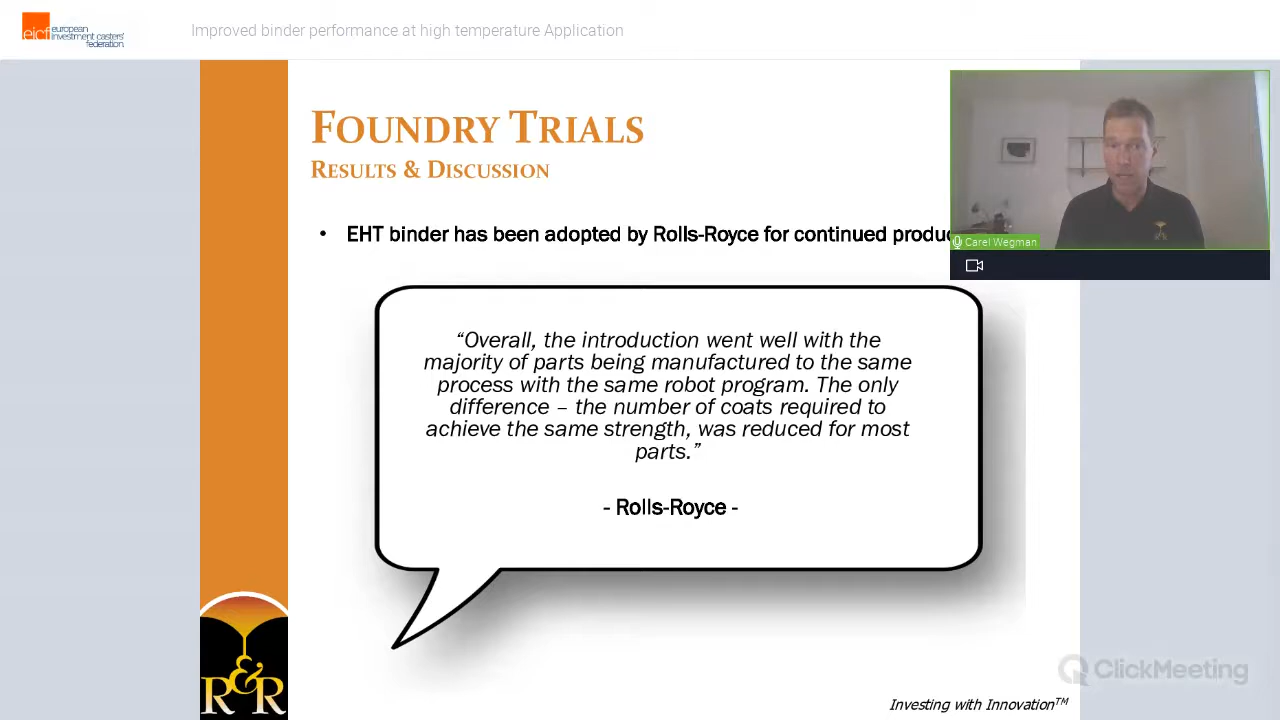 eicf
european
investment casters'
federation.
Improved binder performance at high temperature Application
FOUNDRY TRIALS
RESULTS & DISCUSSION
• EHT binder has been adopted by Rolls-Royce for continued
Carel Wegman
R&R
“Overall, the introduction went well with the
majority of parts being manufactured to the same
process with the same robot program. The only
difference – the number of coats required to
achieve the same strength, was reduced for most
parts.”
- Rolls-Royce -
R&R
ClickMeeting
Investing with Innovation™